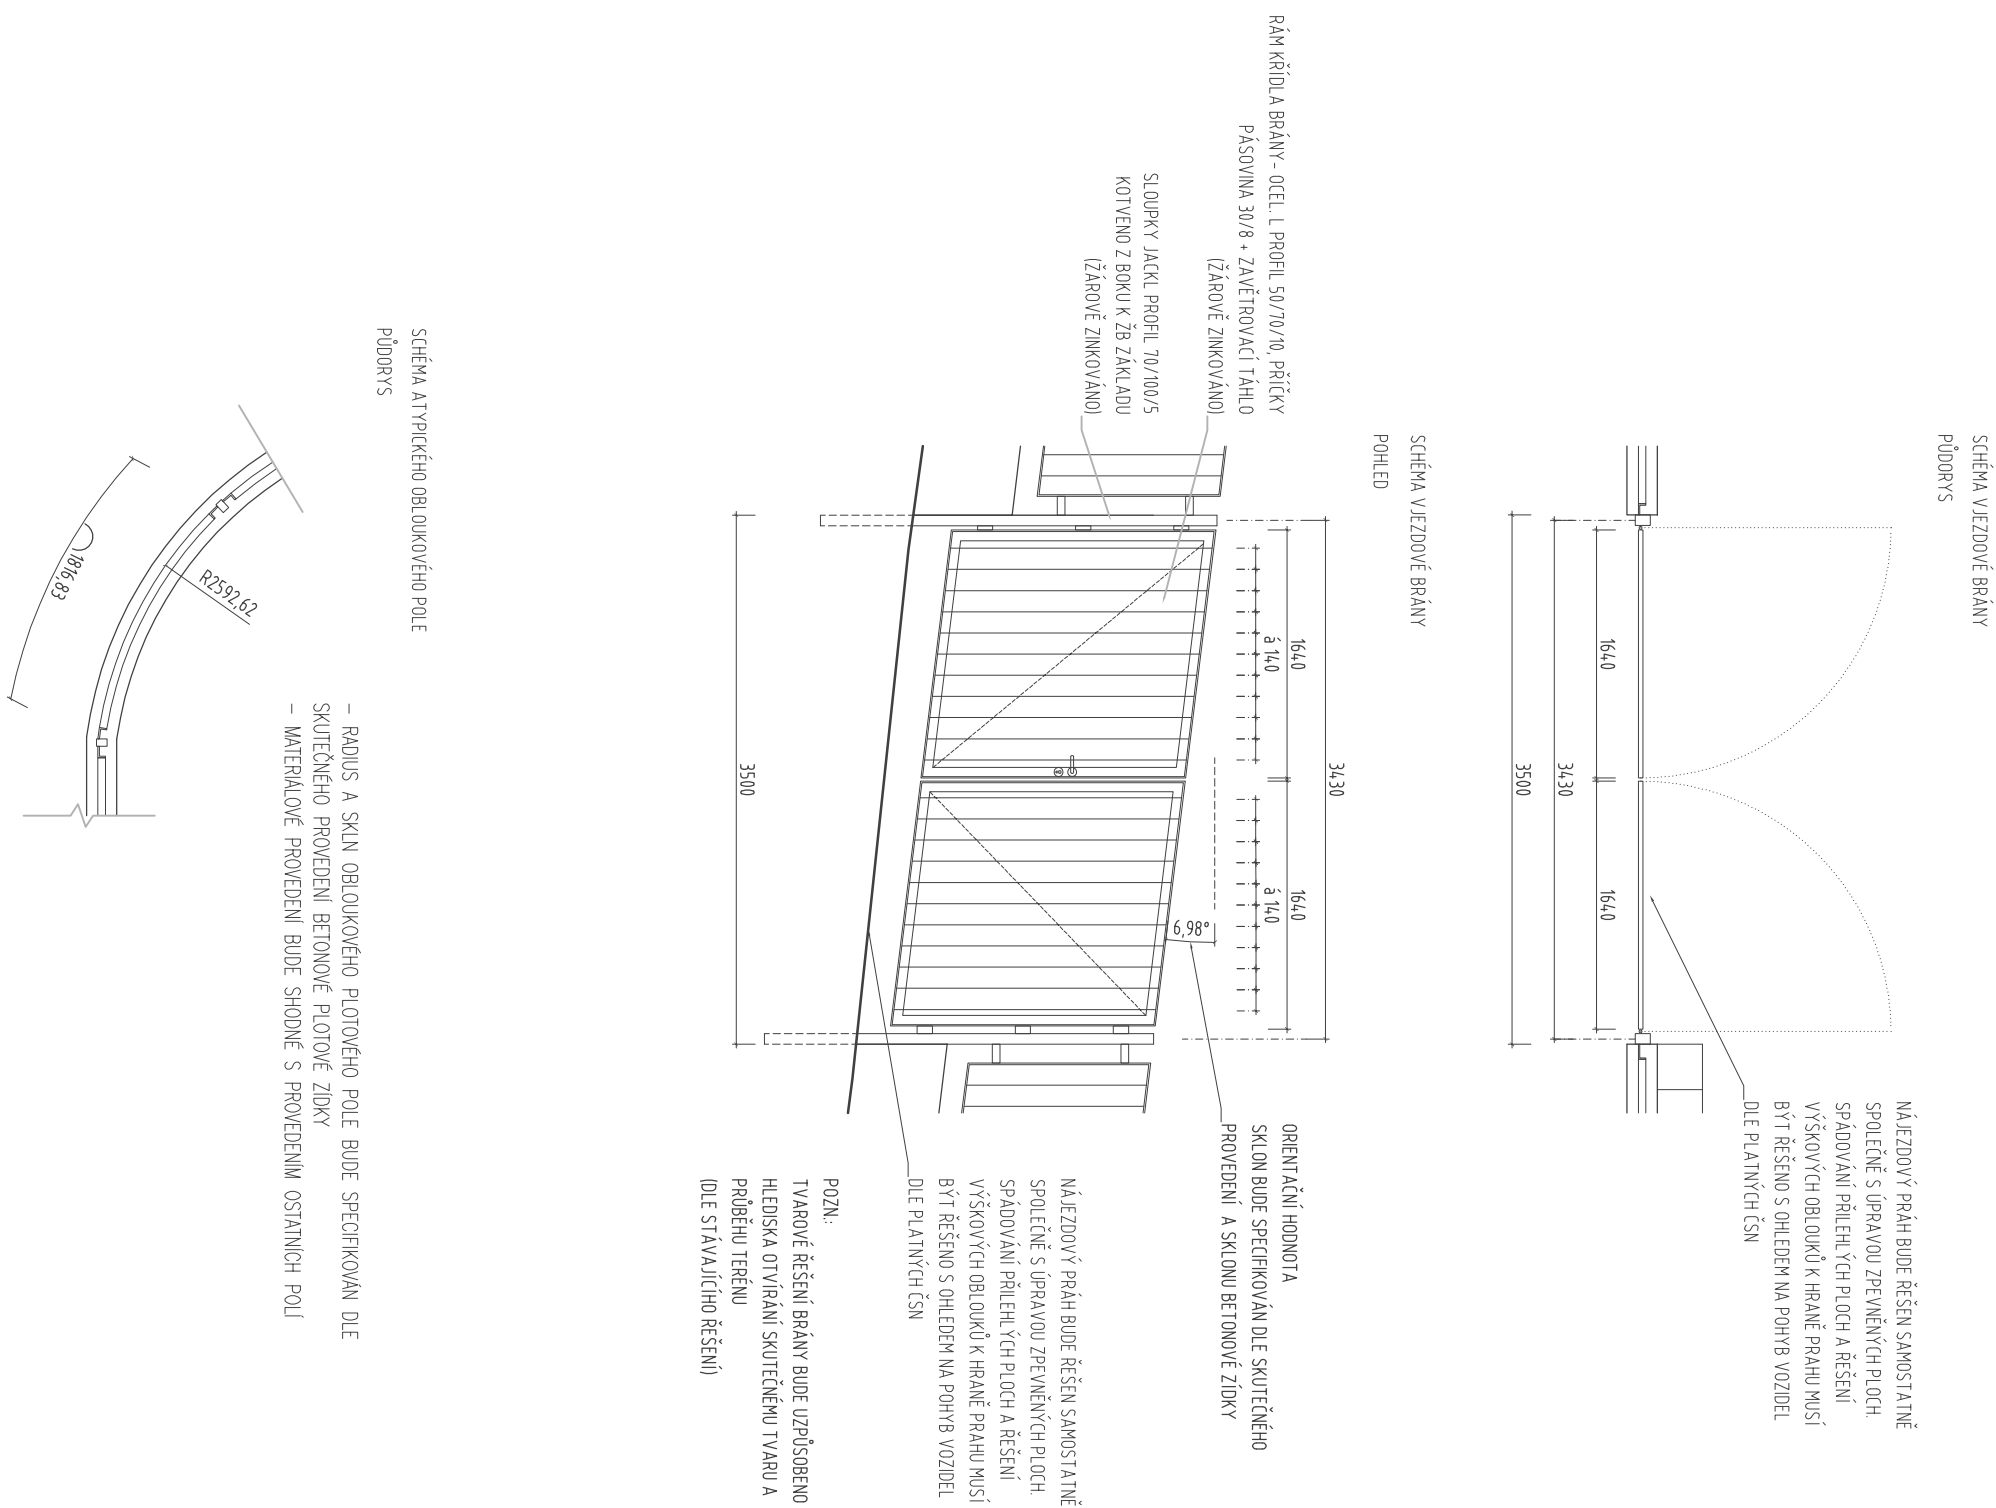 SCHÉMA VJEZDOVÉ BRÁNY
PŮDORYS
1640
1640
3430
3500
NÁJEZDOVÝ PRÁH BUDE ŘEŠEN SAMOSTATNĚ
SPOLEČNĚ S ÚPRAVOU ZPEVNĚNÝCH PLOCH.
SPÁDOVÁNÍ PŘILEHLÝCH PLOCH A ŘEŠENÍ
VÝŠKOVÝCH OBLOUKŮ K HRANĚ PRAHU MUSÍ
BÝT ŘEŠENO S OHLEDEM NA POHYB VOZIDEL
DLE PLATNÝCH ČSN
SCHÉMA VJEZDOVÉ BRÁNY
POHLED
RÁM KŘÍDLA BRÁNY- OCEL. L PROFIL 50/70/10, PŘÍČKY
PÁSOVINA 30/8 + ZAVĚTROVACÍ TÁHLO
(ŽÁROVĚ ZINKOVÁNO)
SLOUPKY JACKL PROFIL 70/100/5
KOTVENO Z BOKU K ŽB ZÁKLADU
(ŽÁROVĚ ZINKOVÁNO)
3430
1640
1640
á 140
á 140
6,98°
3500
ORIENTAČNÍ HODNOTA
SKLON BUDE SPECIFIKOVÁN DLE SKUTEČNÉHO
PROVEDENÍ A SKLONU BETONOVÉ ZÍDKY
NÁJEZDOVÝ PRÁH BUDE ŘEŠEN SAMOSTATNĚ
SPOLEČNĚ S ÚPRAVOU ZPEVNĚNÝCH PLOCH.
SPÁDOVÁNÍ PŘILEHLÝCH PLOCH A ŘEŠENÍ
VÝŠKOVÝCH OBLOUKŮ K HRANĚ PRAHU MUSÍ
BÝT ŘEŠENO S OHLEDEM NA POHYB VOZIDEL
DLE PLATNÝCH ČSN
POZN.:
TVAROVÉ ŘEŠENÍ BRÁNY BUDE UZPŮSOBENO
HLEDISKA OTVÍRÁNÍ SKUTEČNÉMU TVARU A
PRŮBĚHU TERÉNU
(DLE STÁVAJÍCÍHO ŘEŠENÍ)
SCHÉMA ATYPICKÉHO OBLOUKOVÉHO POLE
PŮDORYS
R2592,62
1816,83
- RADIUS A SKLN OBLOUKOVÉHO PLOTOVÉHO POLE BUDE SPECIFIKOVÁN DLE
SKUTEČNÉHO PROVEDENÍ BETONOVÉ PLOTOVÉ ZÍDKY
- MATERIÁLOVÉ PROVEDENÍ BUDE SHODNÉ S PROVEDENÍM OSTATNÍCH POLÍ